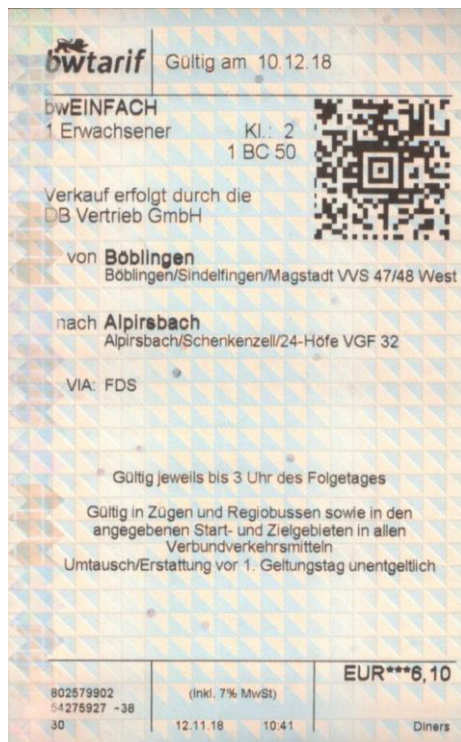 bwtarif
Gültig am 10.12.18
bwEINFACH
1 Erwachsener Kl.: 2
1 BC 50
Verkauf erfolgt durch die
DB Vertrieb GmbH
von Böblingen
Böblingen/Sindelfingen/Magstadt VVS 47/48 West
nach Alpirsbach
Alpirsbach/Schenkenzell/24-Höfe VGF 32
VIA: FDS
Gültig jeweils bis 3 Uhr des Folgetages
Gültig in Zügen und Regiobussen sowie in den
angegebenen Start- und Zielgebieten in allen
Verbundverkehrsmitteln
Umtausch/Erstattung vor 1. Geltungstag unentgeltlich
EUR***6,10
802579902 (Inkl. 7% MwSt)
54275927 -38
30 12.11.18 10:41 Diners